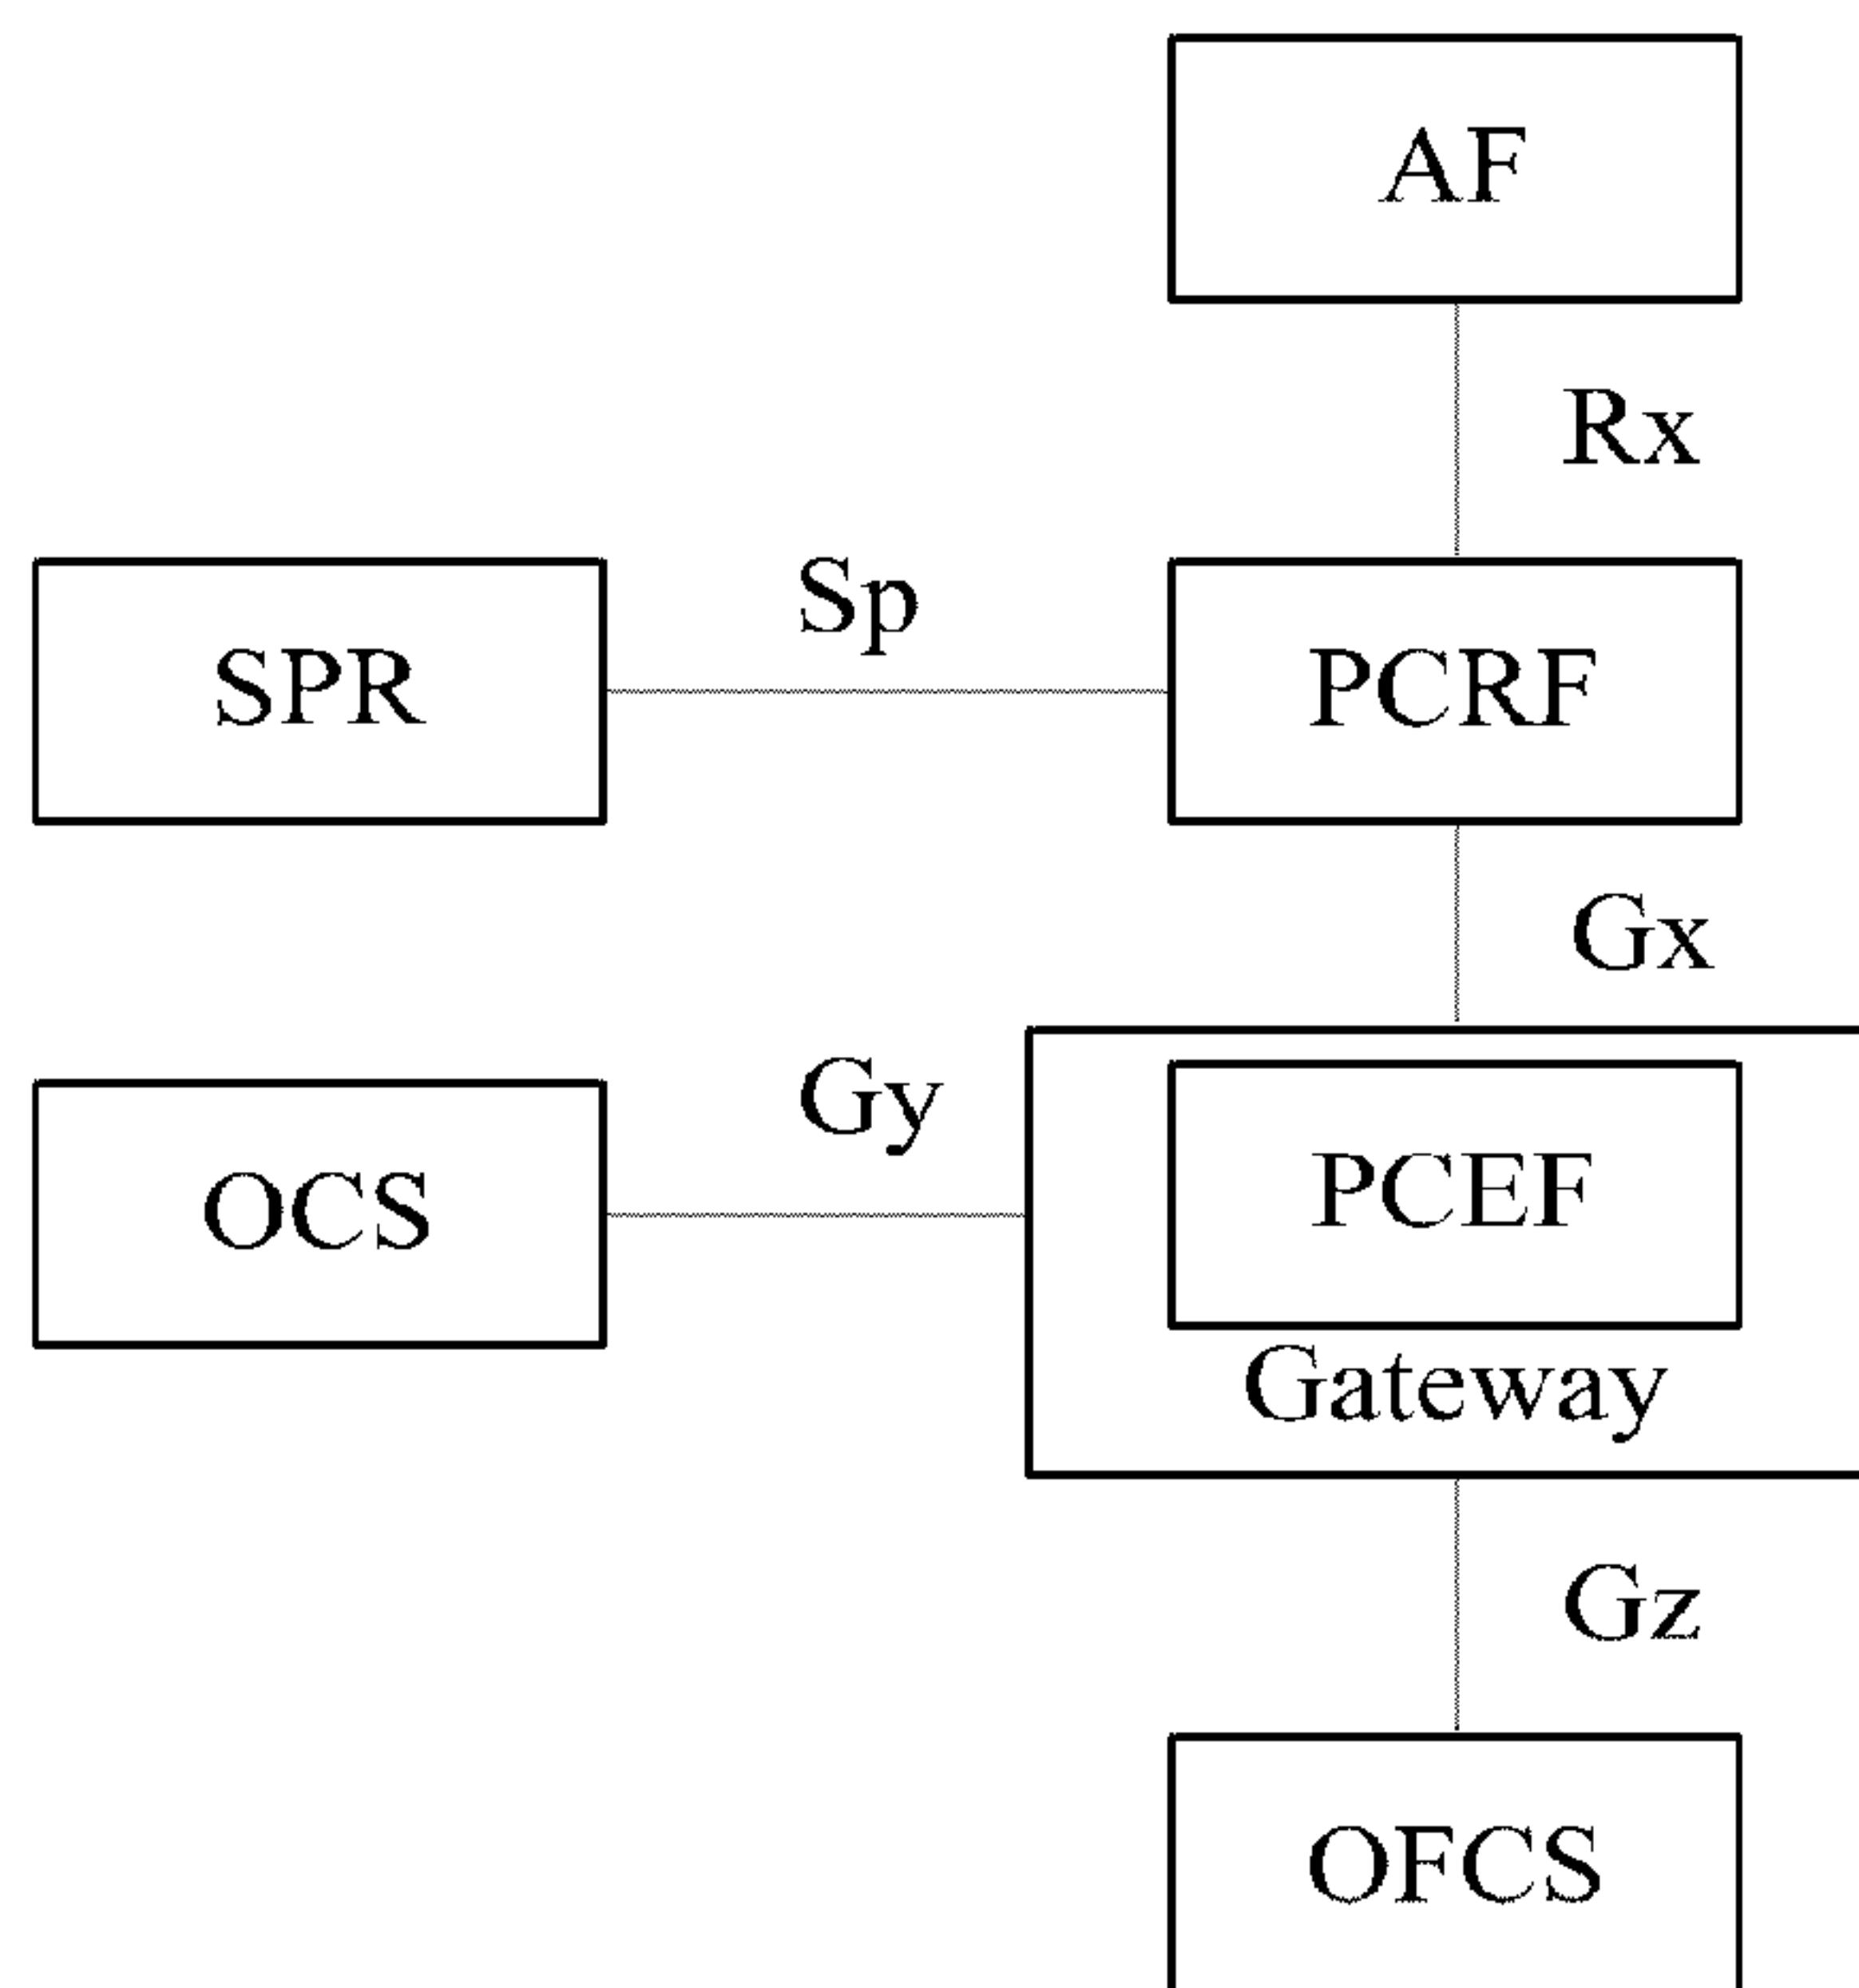 AF
Rx
Sp
SPR
PCRF
Gx
Gy
OCS
PCEF
Gateway
Gz
OFCS